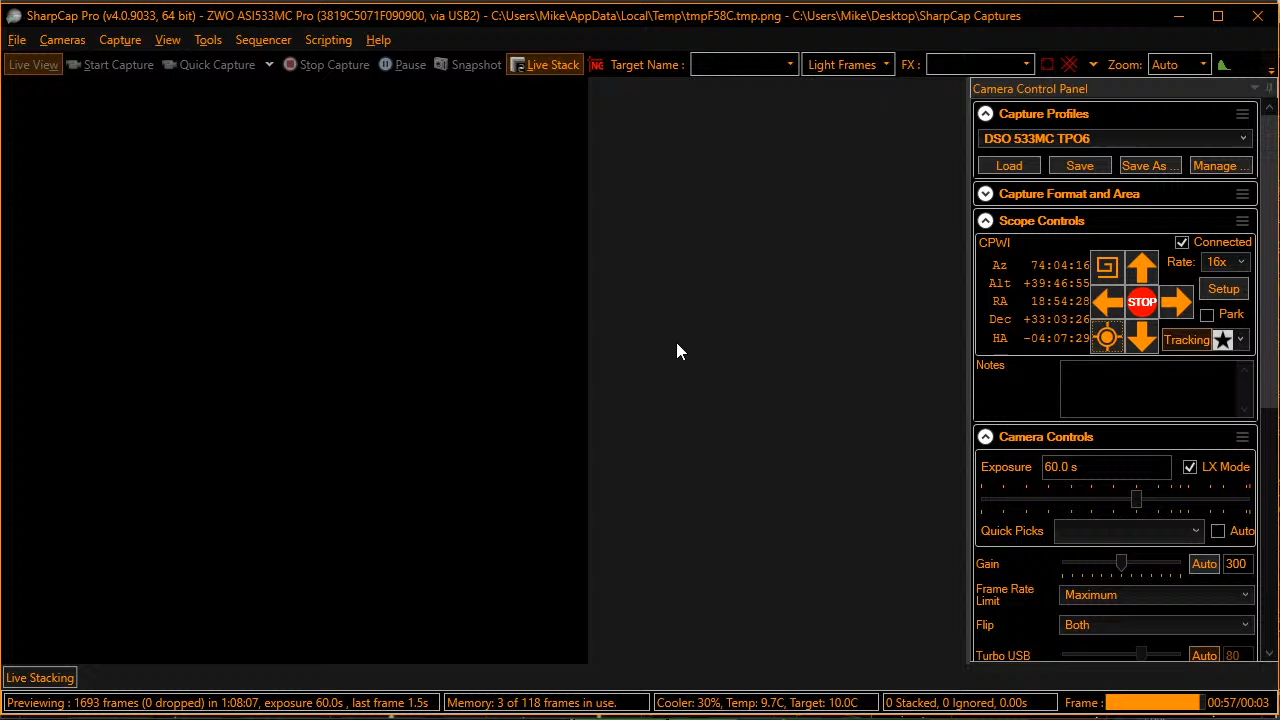 SharpCap Pro (v4.0.9033, 64 bit) - ZWO ASI533MC Pro (3819C5071F090900, via USB2) - C:\Users\Mike\AppData\Local\Temp\tmpF58C.tmp.png - C:\Users\Mike\Desktop\SharpCap Captures
File Cameras Capture View Tools Sequencer Scripting Help
Live View Start Capture Quick Capture Stop Capture Pause Snapshot Live Stack NG Target Name : Light Frames FX : Zoom: Auto
Camera Control Panel
Capture Profiles
DSO 533MC TPO6
Load Save Save As ... Manage ...
Capture Format and Area
Scope Controls
CPWI Connected
Az 74:04:16 Rate: 16x
Alt +39:46:55
RA 18:54:28 STOP Setup
Dec +33:03:26 Park
HA -04:07:29 Tracking
Notes
Camera Controls
Exposure 60.0 s LX Mode
Quick Picks Auto
Gain Auto 300
Frame Rate
Limit Maximum
Flip Both
Turbo USB Auto 80
Live Stacking
Previewing : 1693 frames (0 dropped) in 1:08:07, exposure 60.0s , last frame 1.5s Memory: 3 of 118 frames in use. Cooler: 30%, Temp: 9.7C, Target: 10.0C 0 Stacked, 0 Ignored, 0.00s Frame : 00:57/00:03